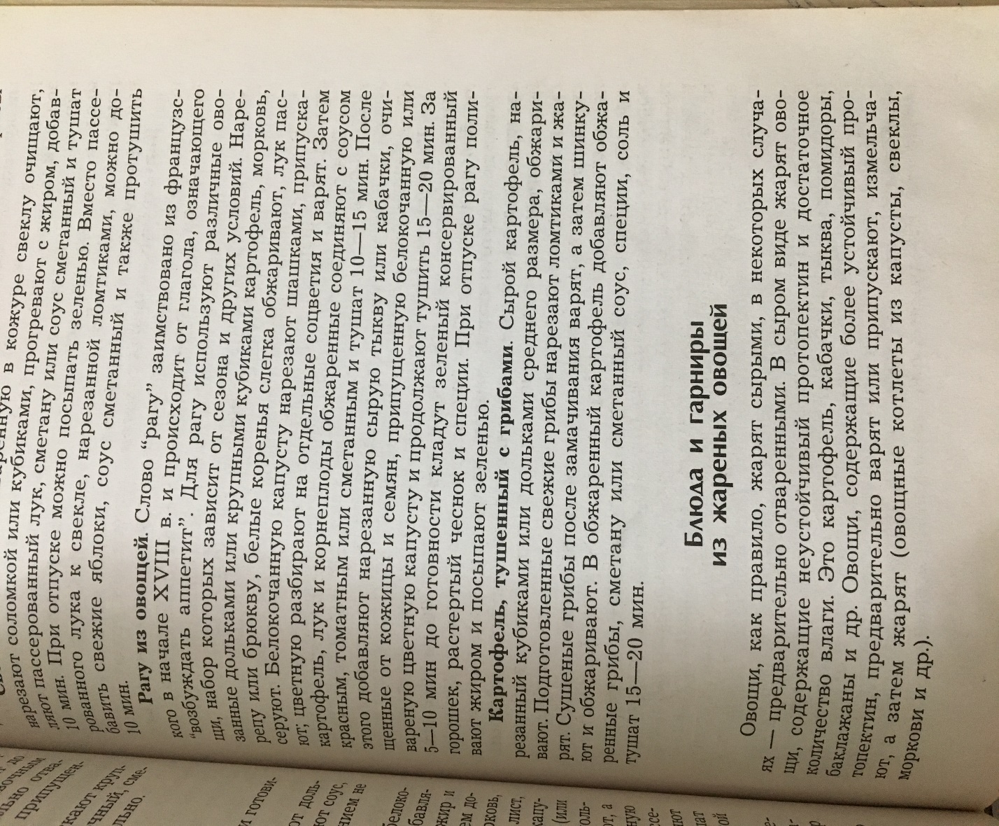 в кожуре свеклу очищают,
нарезают соломкой или кубиками, прогревают с жиром, добав-
ляют пассерованный лук, сметану или соус сметанный и тушат
10 мин. При отпуске можно посыпать зеленью. Вместо пассе-
рованного лука к свекле, нарезанной ломтиками, можно до-
бавить свежие яблоки, соус сметанный и также протушить
10 мин.
Рагу из овощей. Слово “рагу” заимствовано из французс-
кого в начале XVIII в. и происходит от глагола, означающего
“возбуждать аппетит”. Для рагу используют различные ово-
щи, набор которых зависит от сезона и других условий. Наре-
занные дольками или крупными кубиками картофель, морковь,
репу или брюкву, белые коренья слегка обжаривают, лук пас-
серуют. Белокочанную капусту нарезают шашками, припуска-
ют; цветную разбирают на отдельные соцветия и варят. Затем
картофель, лук и корнеплоды обжаренные соединяют с соусом
красным, томатным или сметанным и тушат 10—15 мин. После
этого добавляют нарезанную сырую тыкву или кабачки, очи-
щенные от кожицы и семян, припущенную белокочанную или
вареную цветную капусту и продолжают тушить 15—20 мин. За
5—10 мин до готовности кладут зеленый консервированный
горошек, растертый чеснок и специи. При отпуске рагу поли-
вают жиром и посыпают зеленью.
Картофель, тушенный с грибами. Сырой картофель, на-
резанный кубиками или дольками среднего размера, обжари-
вают. Подготовленные свежие грибы нарезают ломтиками и жа-
рят. Сушеные грибы после замачивания варят, а затем шинку-
ют и обжаривают. В обжаренный картофель добавляют обжа-
ренные грибы, сметану или сметанный соус, специи, соль и
тушат 15—20 мин.
Блюда и гарниры
из жареных овощей
Овощи, как правило, жарят сырыми, в некоторых случа-
ях — предварительно отваренными. В сыром виде жарят ово-
щи, содержащие неустойчивый протопектин и достаточное
количество влаги. Это картофель, кабачки, тыква, помидоры,
баклажаны и др. Овощи, содержащие более устойчивый про-
топектин, предварительно варят или припускают, измельча-
ют, а затем жарят (овощные котлеты из капусты, свеклы,
моркови и др.).